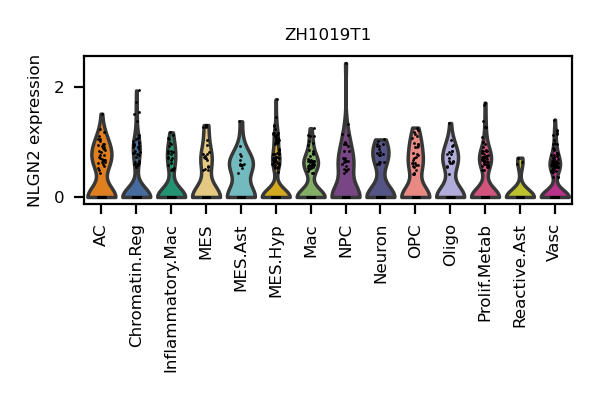 ZH1019T1
NLGN2 expression
2
0
AC
Chromatin.Reg
Inflammatory.Mac
MES
MES.Ast
MES.Hyp
Mac
NPC
Neuron
OPC
Oligo
Prolif.Metab
Reactive.Ast
Vasc